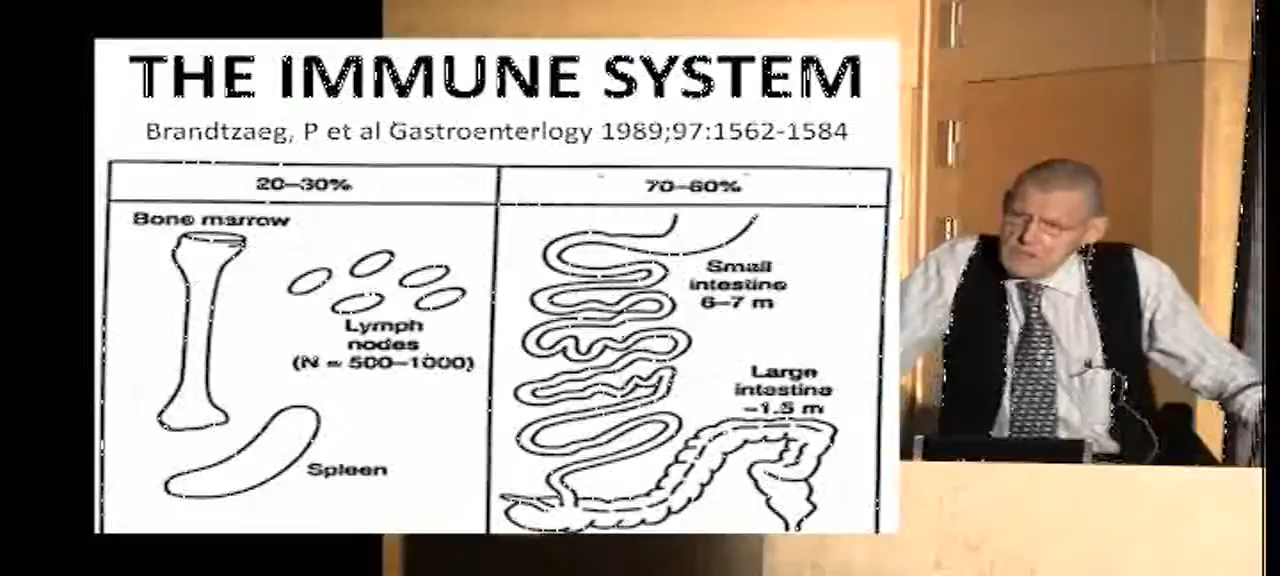 THE IMMUNE SYSTEM
Brandtzaeg, P et al Gastroenterlogy 1989;97:1562-1584
20–30%
70–80%
Bone marrow
Lymph
nodes
(N ≈ 500–1000)
Spleen
Small
intestine
6–7 m
Large
intestine
~1.5 m